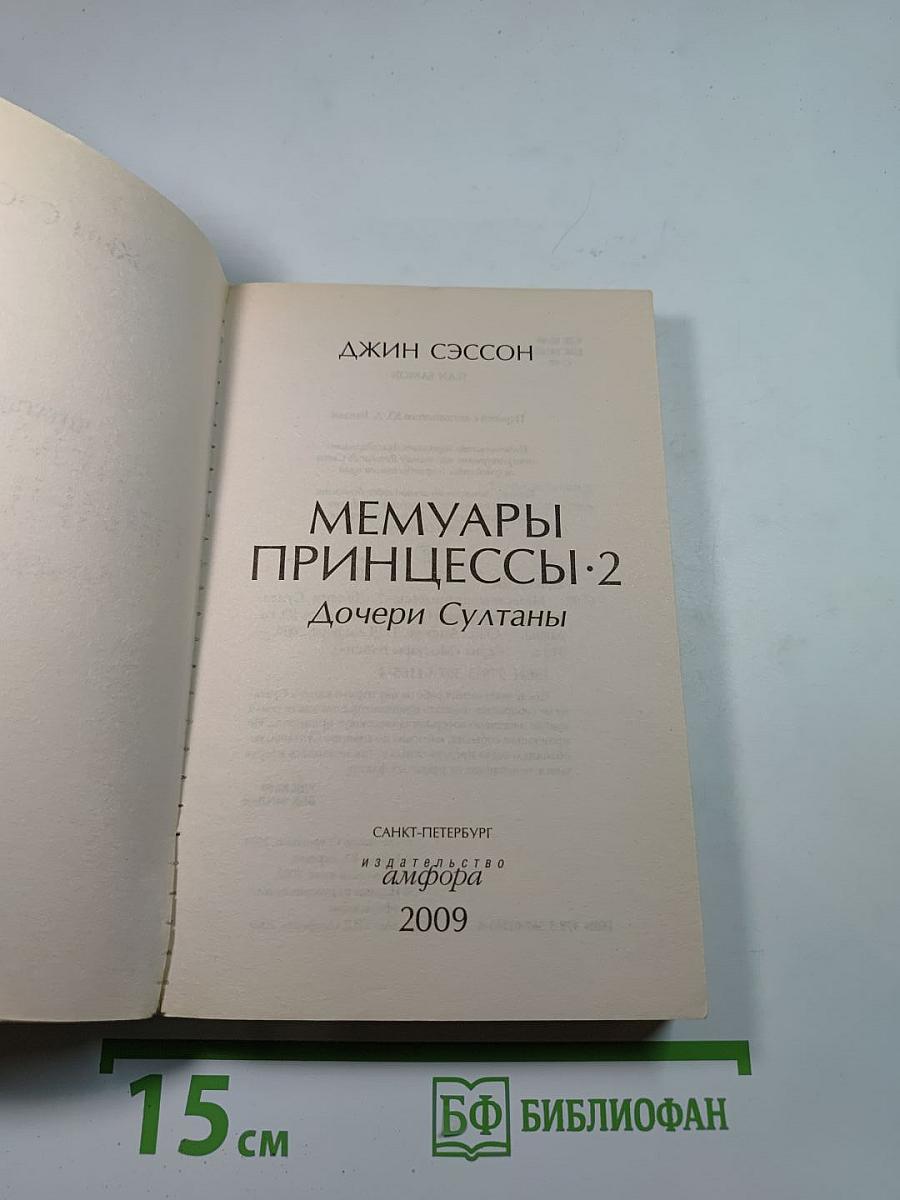 ДЖИН СЭССОН
МЕМУАРЫ
ПРИНЦЕССЫ·2
Дочери Султаны
САНКТ-ПЕТЕРБУРГ
издательство
амфора
2009
15 см
БФ БИБЛИОФАН